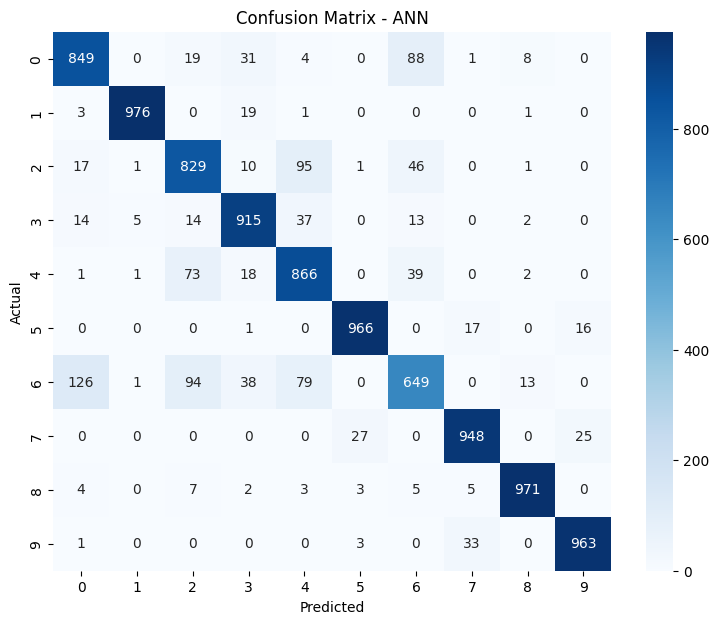 Confusion Matrix - ANN
0 849 0 19 31 4 0 88 1 8 0
1 3 976 0 19 1 0 0 0 1 0
2 17 1 829 10 95 1 46 0 1 0
3 14 5 14 915 37 0 13 0 2 0
4 1 1 73 18 866 0 39 0 2 0
5 0 0 0 1 0 966 0 17 0 16
6 126 1 94 38 79 0 649 0 13 0
7 0 0 0 0 0 27 0 948 0 25
8 4 0 7 2 3 3 5 5 971 0
9 1 0 0 0 0 3 0 33 0 963
0 1 2 3 4 5 6 7 8 9
Predicted
Actual
800
600
400
200
0